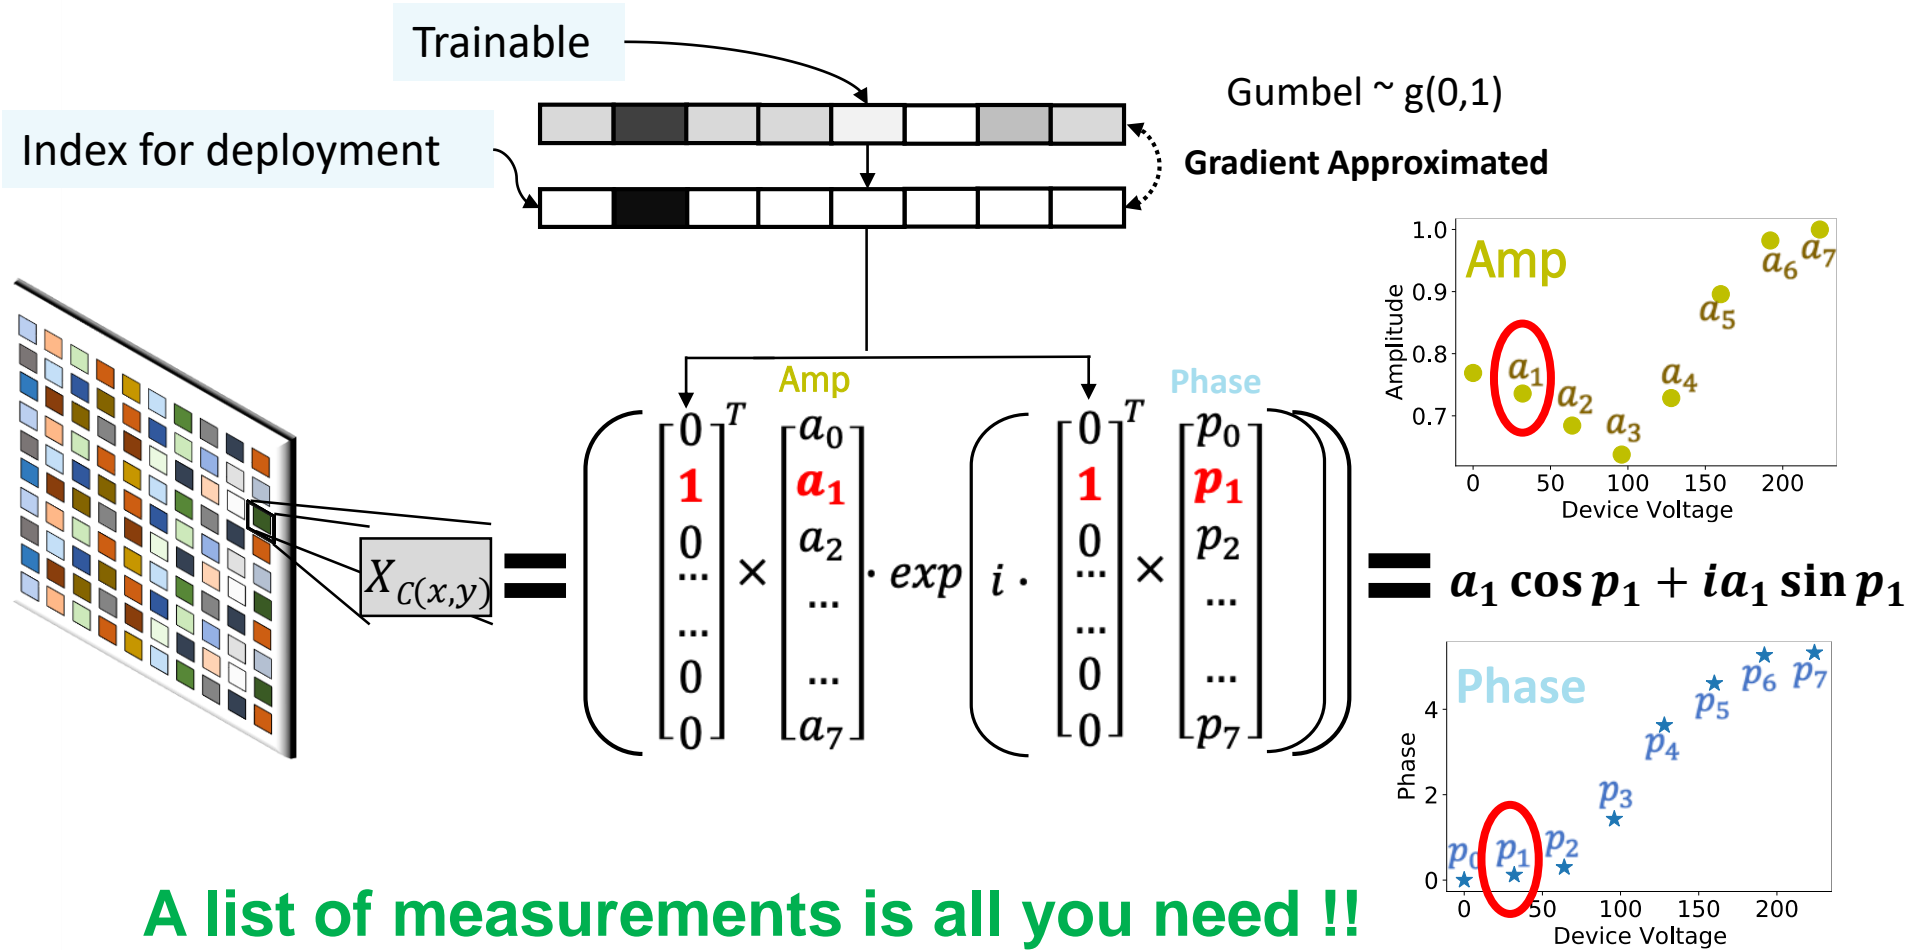 Trainable
Gumbel ~ g(0,1)
Index for deployment
Gradient Approximated
Amp
Amplitude
1.0
0.9
0.8
0.7
a₁
a₂
a₃
a₄
a₅
a₆
a₇
0 50 100 150 200
Device Voltage
Amp
Phase
X_C(x,y) = ( [0 1 0 ... ... 0 0]^T × [a₀ a₁ a₂ ... ... a₇] · exp ( i · [0 1 0 ... ... 0 0]^T × [p₀ p₁ p₂ ... ... p₇] ) ) = a₁ cos p₁ + ia₁ sin p₁
Phase
Phase
4
2
0
p₀
p₁
p₂
p₃
p₄
p₅
p₆
p₇
0 50 100 150 200
Device Voltage
A list of measurements is all you need !!